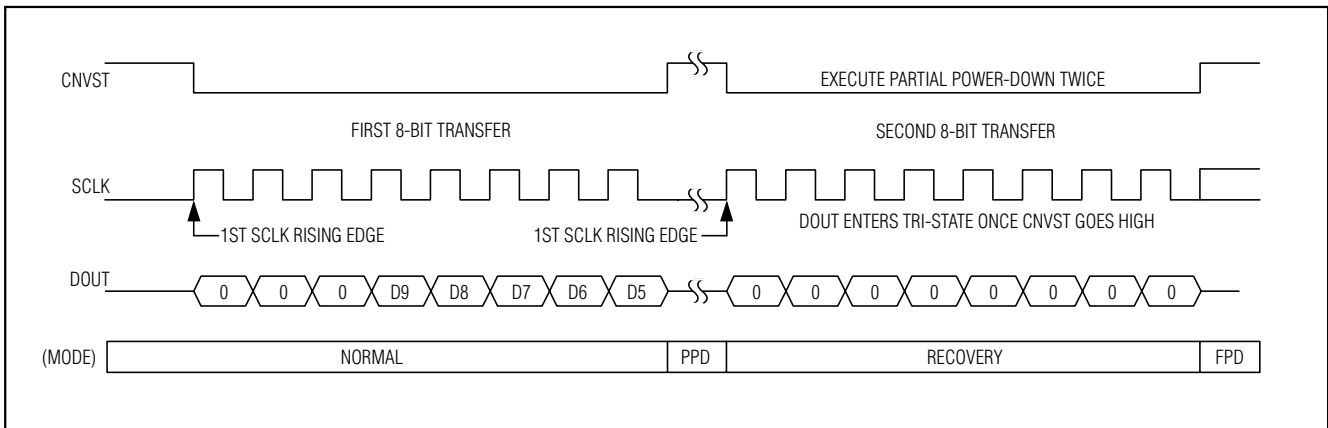 CNVST
EXECUTE PARTIAL POWER-DOWN TWICE
FIRST 8-BIT TRANSFER
SECOND 8-BIT TRANSFER
SCLK
DOUT ENTERS TRI-STATE ONCE CNVST GOES HIGH
1ST SCLK RISING EDGE
1ST SCLK RISING EDGE
DOUT
0 0 0 D9 D8 D7 D6 D5 0 0 0 0 0 0 0 0
(MODE) NORMAL PPD RECOVERY FPD